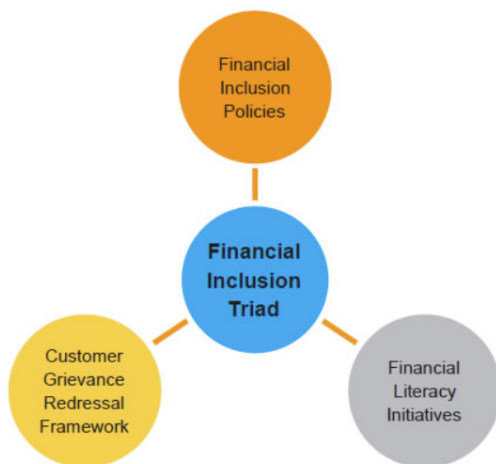 Financial
Inclusion
Policies
Financial
Inclusion
Triad
Customer
Grievance
Redressal
Framework
Financial
Literacy
Initiatives